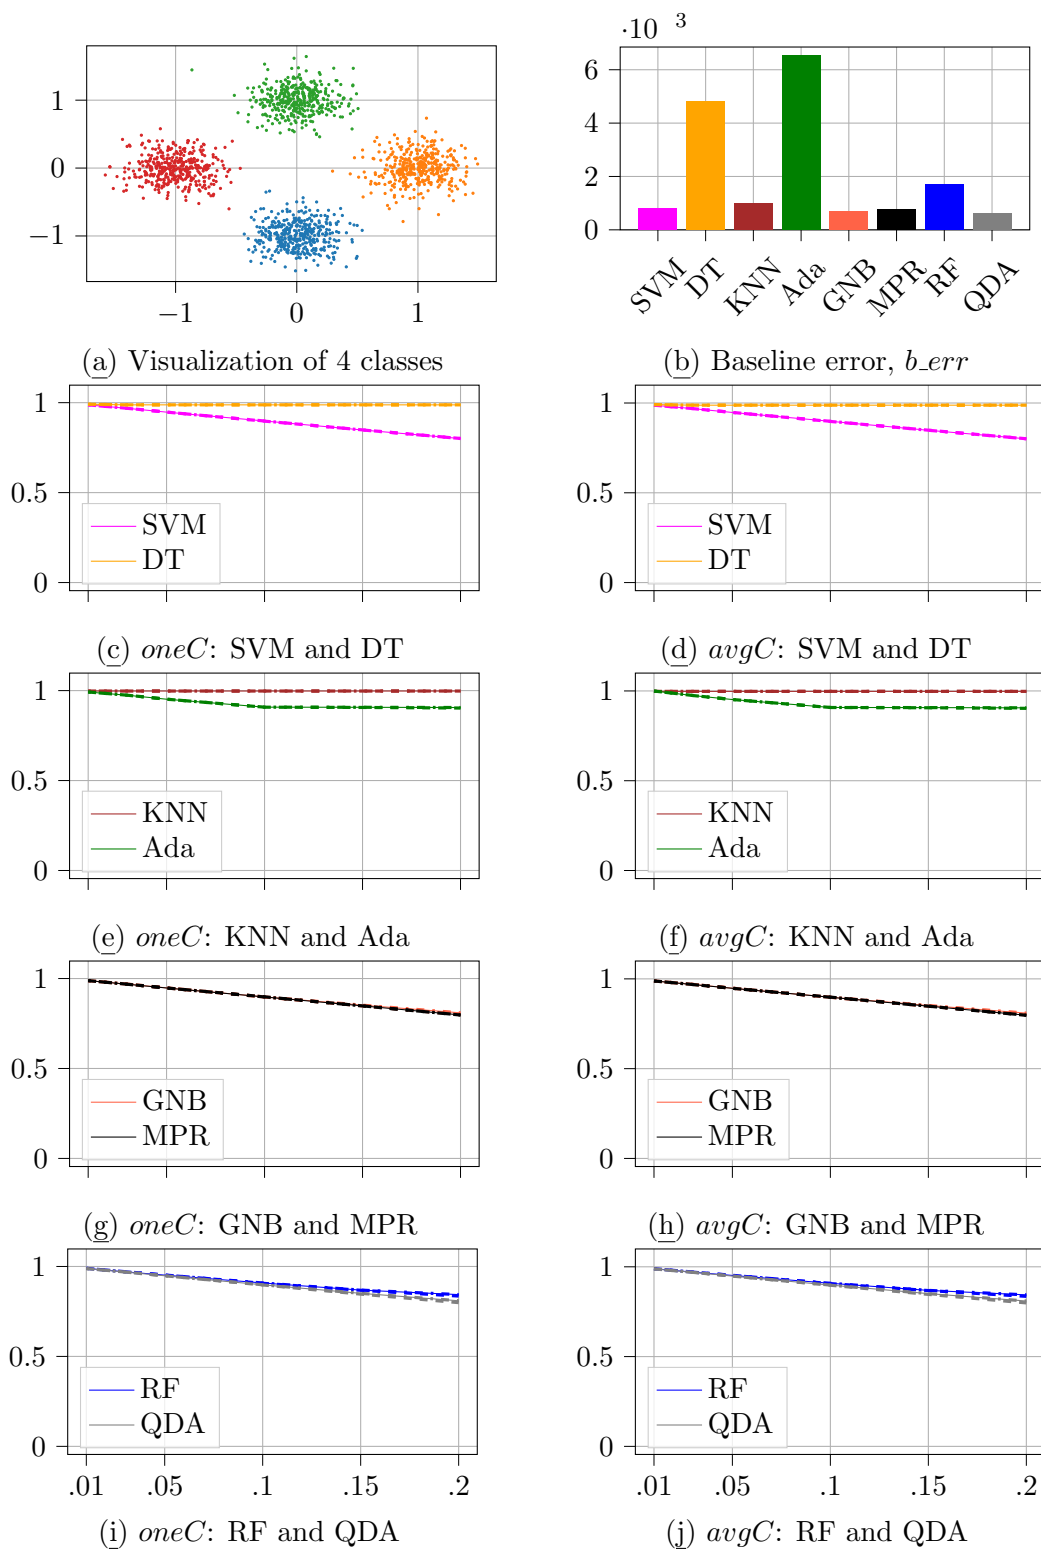 1
0
−1
−1
0
1
(a) Visualization of 4 classes
·10 3
6
4
2
0
SVM
DT
KNN
Ada
GNB
MPR
RF
QDA
(b) Baseline error, b_err
1
0.5
0
SVM
DT
(c) oneC: SVM and DT
1
0.5
0
SVM
DT
(d) avgC: SVM and DT
1
0.5
0
KNN
Ada
(e) oneC: KNN and Ada
1
0.5
0
KNN
Ada
(f) avgC: KNN and Ada
1
0.5
0
GNB
MPR
(g) oneC: GNB and MPR
1
0.5
0
GNB
MPR
(h) avgC: GNB and MPR
1
0.5
0
RF
QDA
.01 .05 .1 .15 .2
(i) oneC: RF and QDA
1
0.5
0
RF
QDA
.01 .05 .1 .15 .2
(j) avgC: RF and QDA